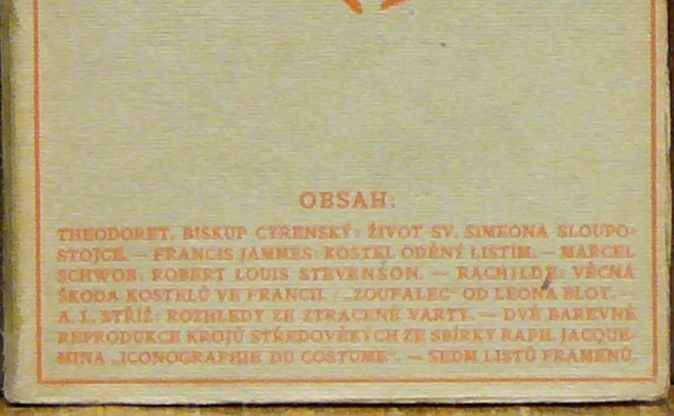 OBSAH:
THEODORET, BISKUP CYRENSKÝ: ŽIVOT SV. SIMEONA SLOUPO-
STOJCE. — FRANCIS JAMMES: KOSTEL ODĚNÝ LISTÍM. — MARCEL
SCHWOB: ROBERT LOUIS STEVENSON. — RACHILDE: VĚČNÁ
ŠKODA KOSTELŮ VE FRANCII. „ZOUFALEC" OD LEONA BLOY. —
A. L. STŘÍŽ: ROZHLEDY ZE ZTRACENÉ VARTY. — DVĚ BAREVNÉ
REPRODUKCE KROJŮ STŘEDOVĚKÝCH ZE SBÍRKY RAPH. JACQUE-
MINA „ICONOGRAPHIE DU COSTUME". — SEDM LISTŮ PRAMENŮ.